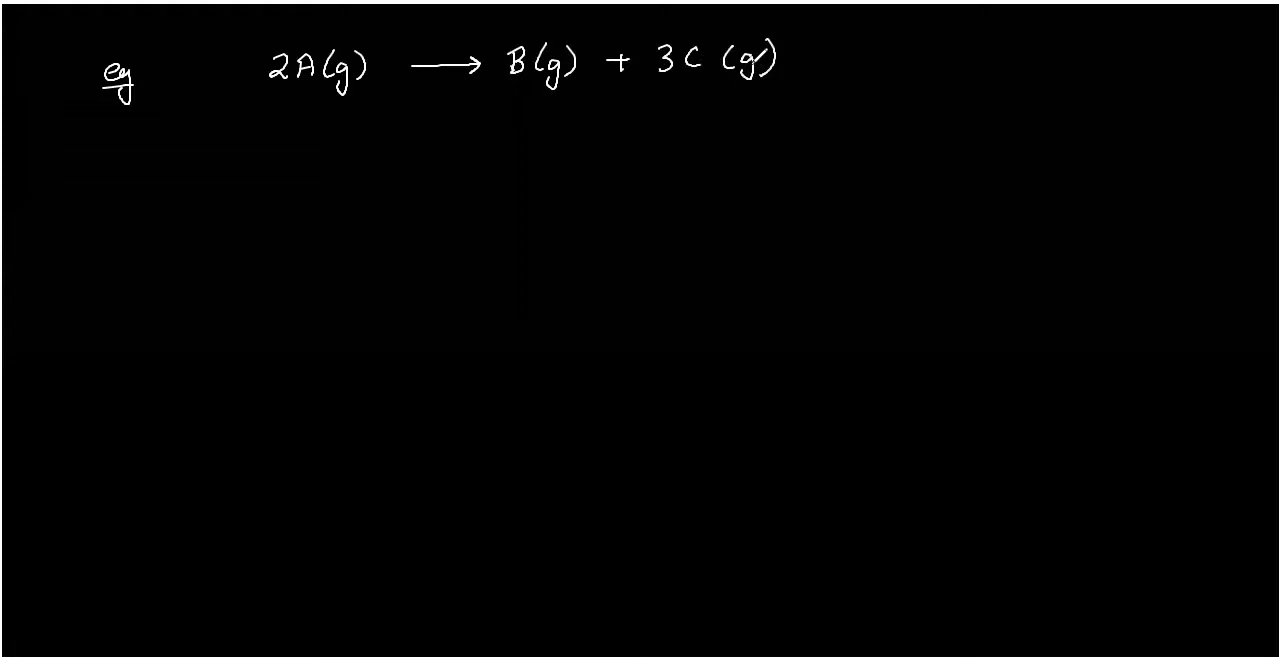 eg 2A(g) ⟶ B(g) + 3C (g)